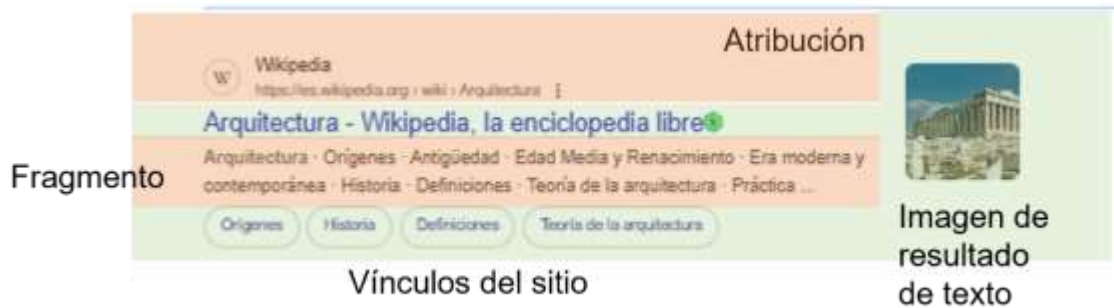 Atribución
W
Wikipedia
https://es.wikipedia.org › wiki › Arquitectura
Arquitectura - Wikipedia, la enciclopedia libre
Fragmento
Arquitectura · Orígenes · Antigüedad · Edad Media y Renacimiento · Era moderna y
contemporánea · Historia · Definiciones · Teoría de la arquitectura · Práctica ...
Orígenes Historia Definiciones Teoría de la arquitectura
Vínculos del sitio
Imagen de
resultado
de texto